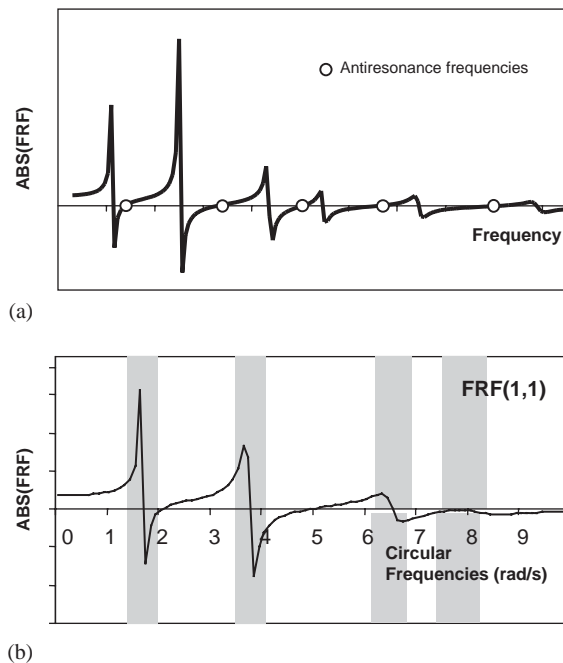 ABS(FRF)
Antiresonance frequencies
Frequency
(a)
ABS(FRF)
FRF(1,1)
0 1 2 3 4 5 6 7 8 9
Circular
Frequencies (rad/s)
(b)